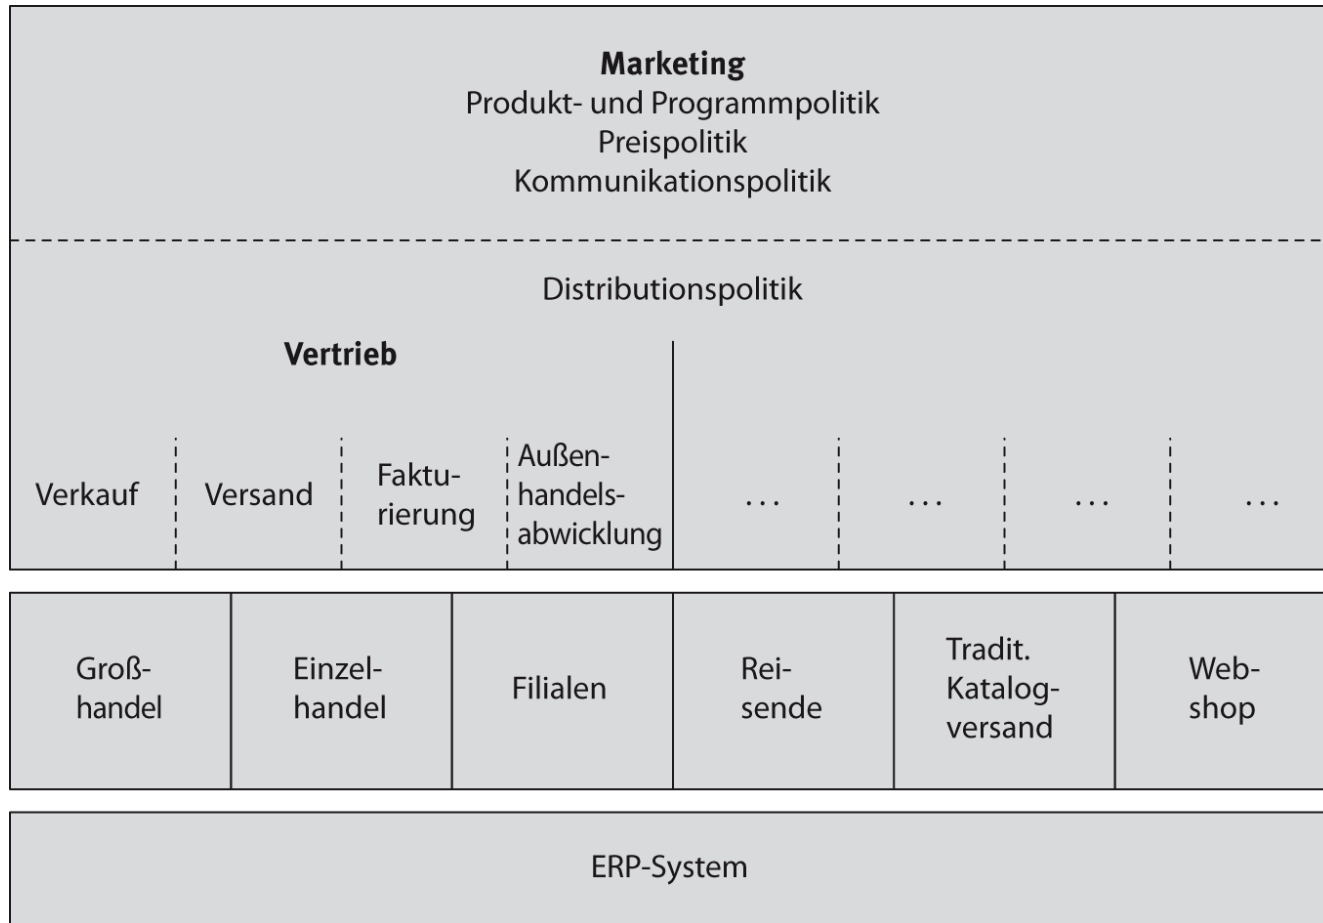 Marketing
Produkt- und Programmpolitik
Preispolitik
Kommunikationspolitik
Distributionspolitik
Vertrieb
Verkauf
Versand
Faktu-
rierung
Außen-
handels-
abwicklung
...
...
...
...
Groß-
handel
Einzel-
handel
Filialen
Rei-
sende
Tradit.
Katalog-
versand
Web-
shop
ERP-System